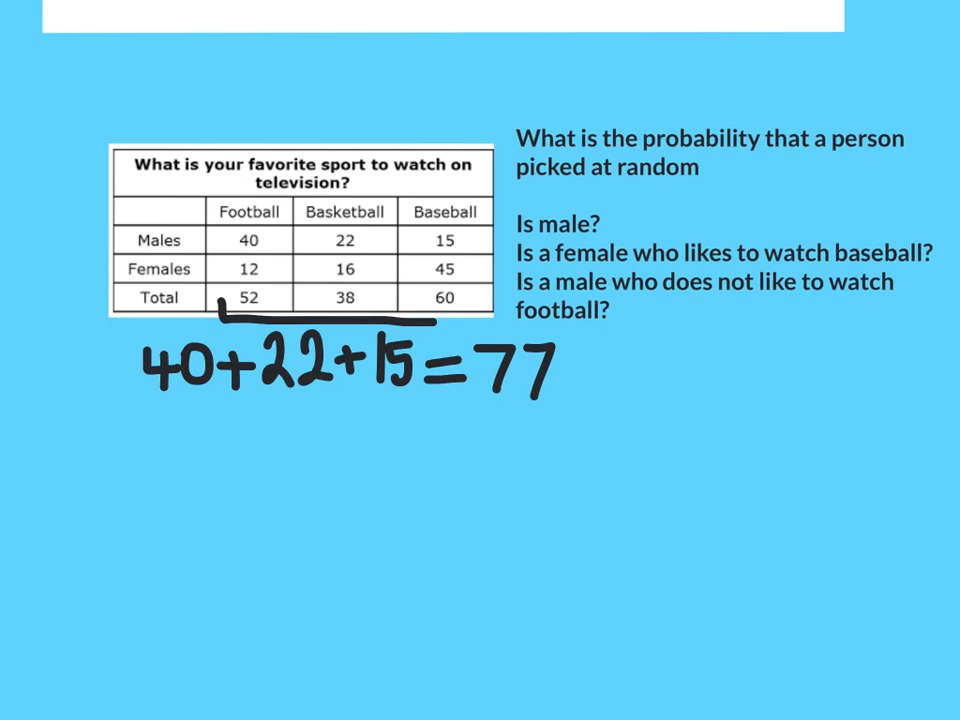 What is your favorite sport to watch on
television?
Football Basketball Baseball
Males 40 22 15
Females 12 16 45
Total 52 38 60
What is the probability that a person
picked at random
Is male?
Is a female who likes to watch baseball?
Is a male who does not like to watch
football?
40+22+15=77